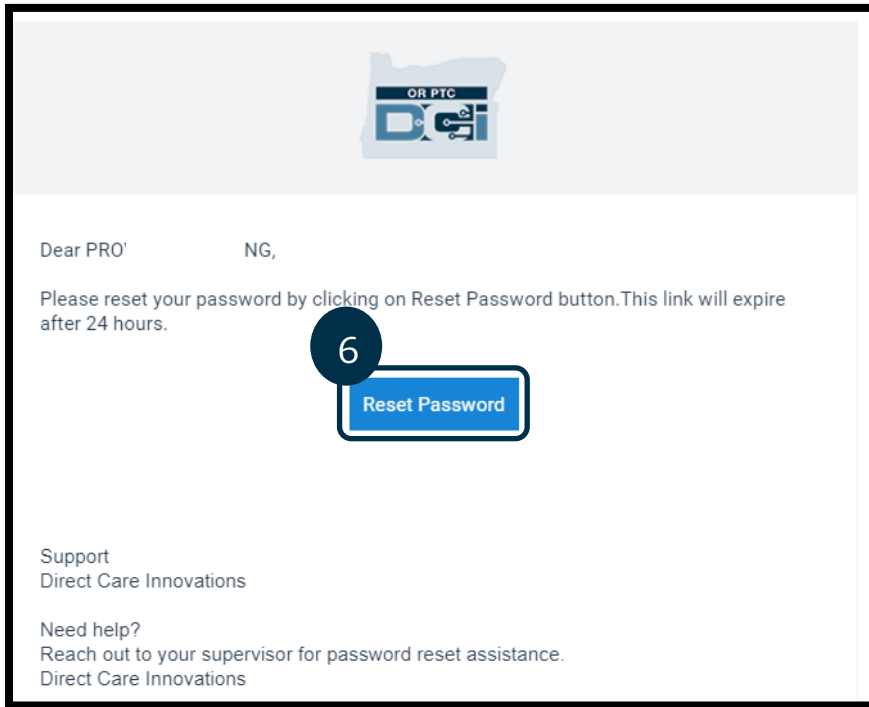 OR PTC
DCi
Dear PRO' NG,
Please reset your password by clicking on Reset Password button.This link will expire
after 24 hours.
6
Reset Password
Support
Direct Care Innovations
Need help?
Reach out to your supervisor for password reset assistance.
Direct Care Innovations